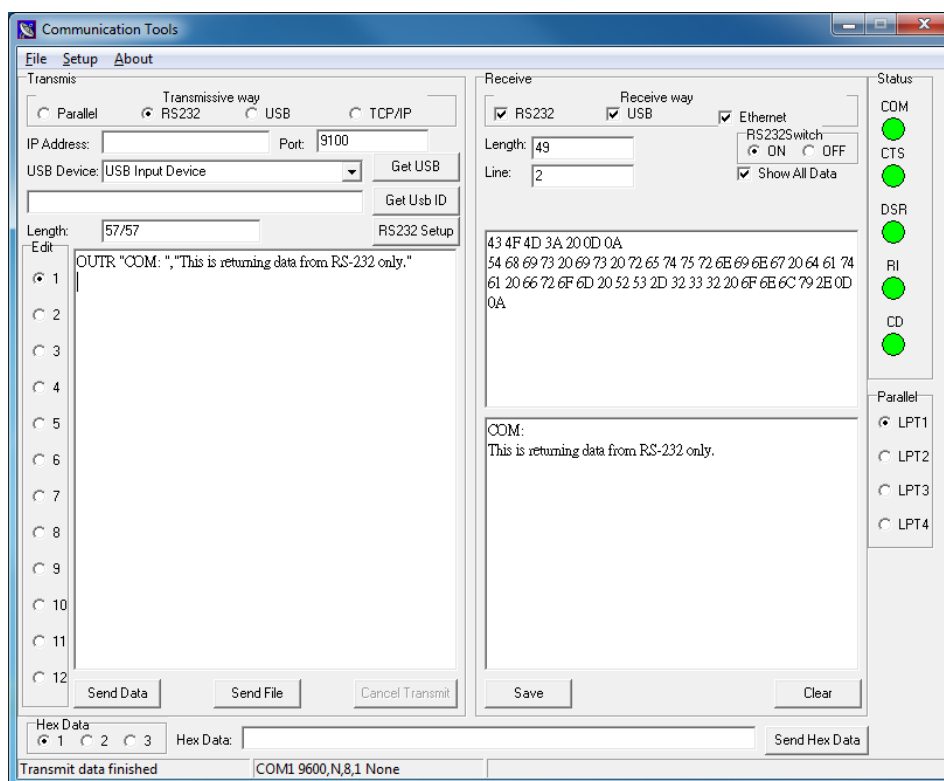 Communication Tools
File Setup About
Transmis
Transmissive way
Parallel RS232 USB TCP/IP
IP Address: Port: 9100
USB Device: USB Input Device Get USB
Get Usb ID
Length: 57/57 RS232 Setup
Edit
1
2
3
4
5
6
7
8
9
10
11
12
OUTR "COM: ","This is returning data from RS-232 only."
Send Data Send File Cancel Transmit
Receive
Receive way
RS232 USB Ethernet
Length: 49
RS232Switch
ON OFF
Line: 2
Show All Data
43 4F 4D 3A 20 0D 0A
54 68 69 73 20 69 73 20 72 65 74 75 72 6E 69 6E 67 20 64 61 74
61 20 66 72 6F 6D 20 52 53 2D 32 33 32 20 6F 6E 6C 79 2E 0D
0A
COM:
This is returning data from RS-232 only.
Save Clear
Status
COM
CTS
DSR
RI
CD
Parallel
LPT1
LPT2
LPT3
LPT4
Hex Data
1 2 3
Hex Data: Send Hex Data
Transmit data finished COM1 9600,N,8,1 None